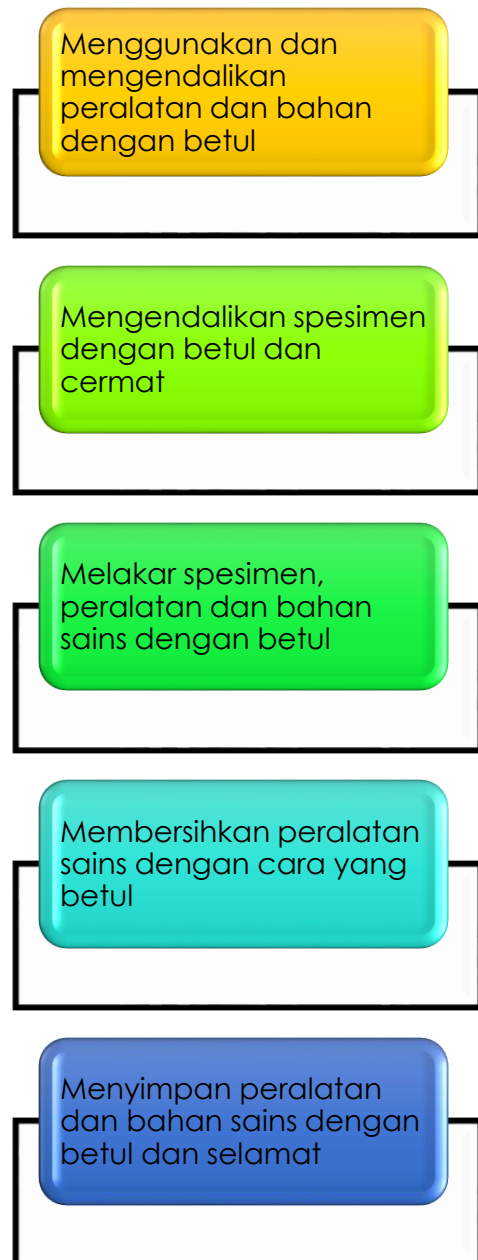 Menggunakan dan
mengendalikan
peralatan dan bahan
dengan betul
Mengendalikan spesimen
dengan betul dan
cermat
Melakar spesimen,
peralatan dan bahan
sains dengan betul
Membersihkan peralatan
sains dengan cara yang
betul
Menyimpan peralatan
dan bahan sains dengan
betul dan selamat